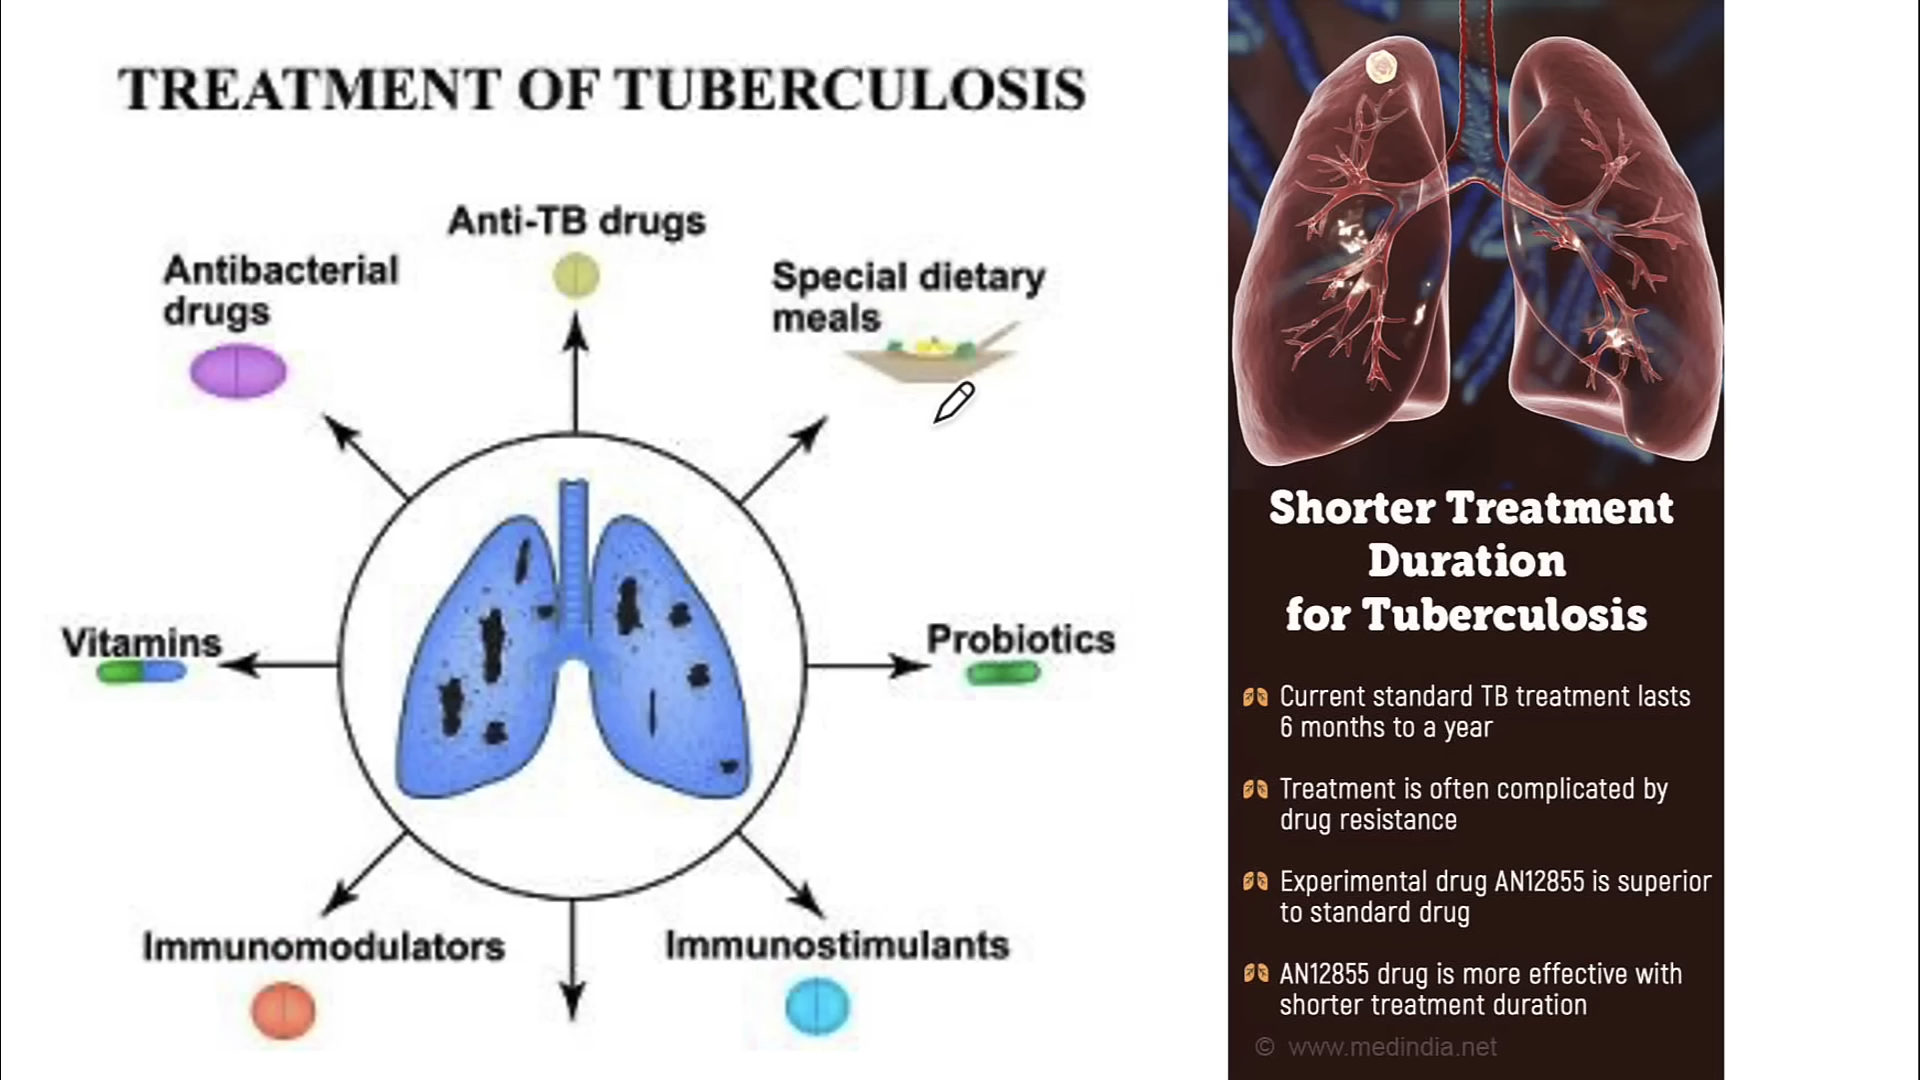 TREATMENT OF TUBERCULOSIS
Anti-TB drugs
Antibacterial
drugs
Special dietary
meals
Vitamins
Probiotics
Immunomodulators
Immunostimulants
Shorter Treatment
Duration
for Tuberculosis
Current standard TB treatment lasts
6 months to a year
Treatment is often complicated by
drug resistance
Experimental drug AN12855 is superior
to standard drug
AN12855 drug is more effective with
shorter treatment duration
© www.medindia.net